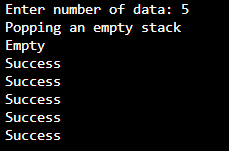 Enter number of data: 5
Popping an empty stack
Empty
Success
Success
Success
Success
Success